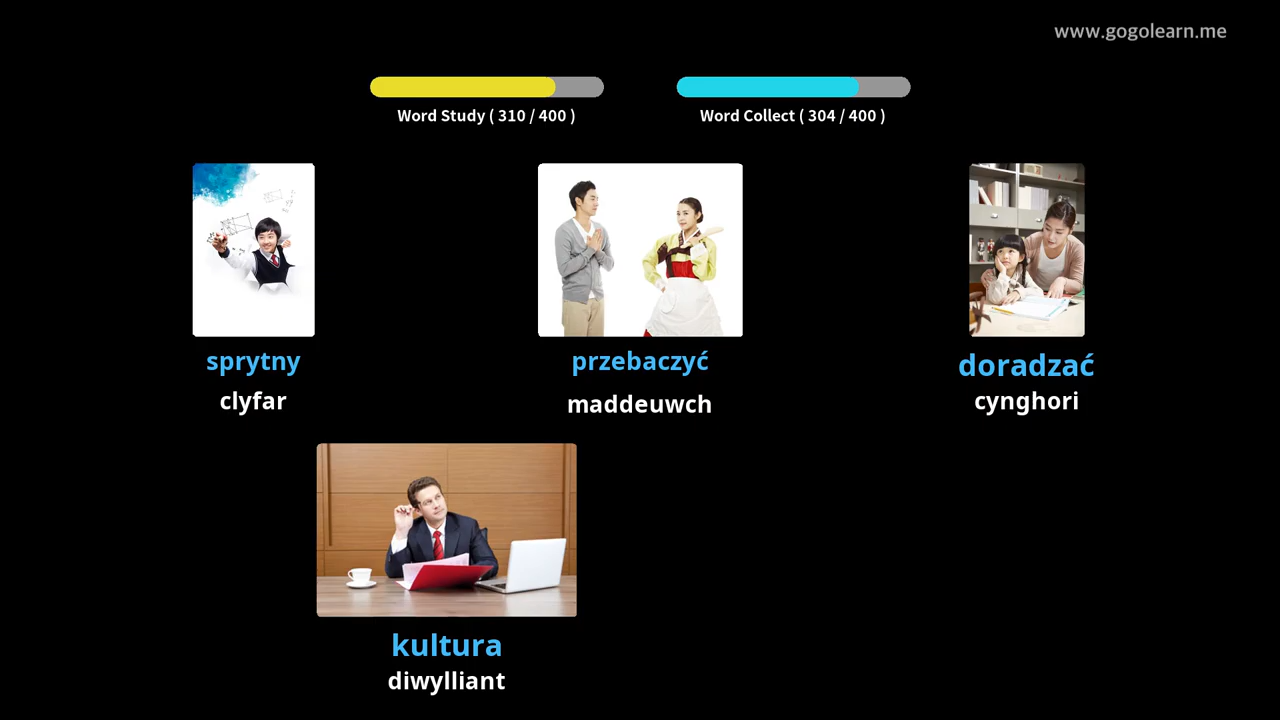 www.gogolearn.me
Word Study ( 310 / 400 )
Word Collect ( 304 / 400 )
sprytny
clyfar
przebaczyć
maddeuwch
doradzać
cynghori
kultura
diwylliant